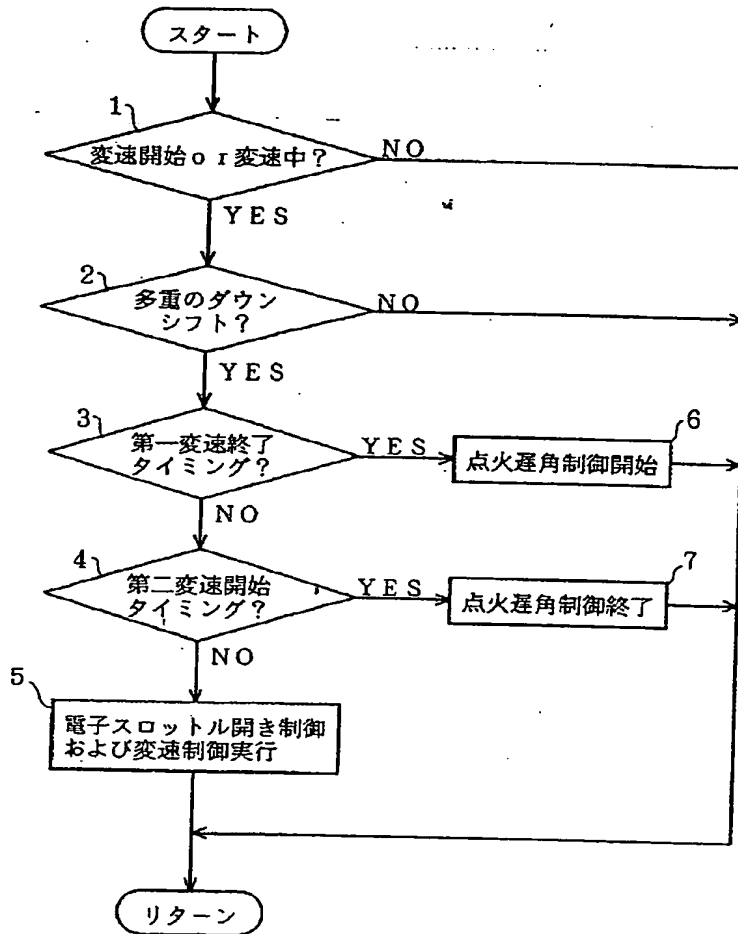 スタート
1
変速開始or変速中?
NO
YES
2
多重のダウン
シフト?
NO
YES
3
第一変速終了
タイミング?
YES
6
点火遅角制御開始
NO
4
第二変速開始
タイミング?
YES
7
点火遅角制御終了
NO
5
電子スロットル開き制御
および変速制御実行
リターン